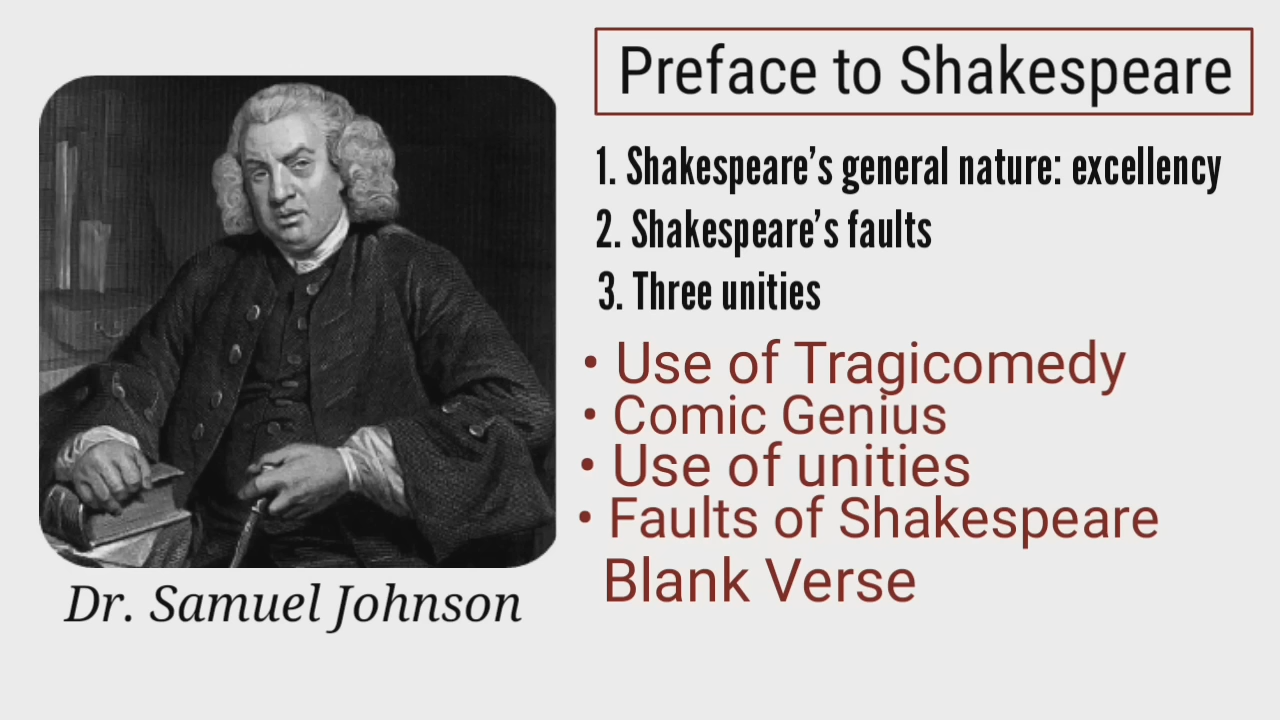 Preface to Shakespeare
1. Shakespeare's general nature: excellency
2. Shakespeare's faults
3. Three unities
• Use of Tragicomedy
• Comic Genius
• Use of unities
• Faults of Shakespeare
Blank Verse
Dr. Samuel Johnson